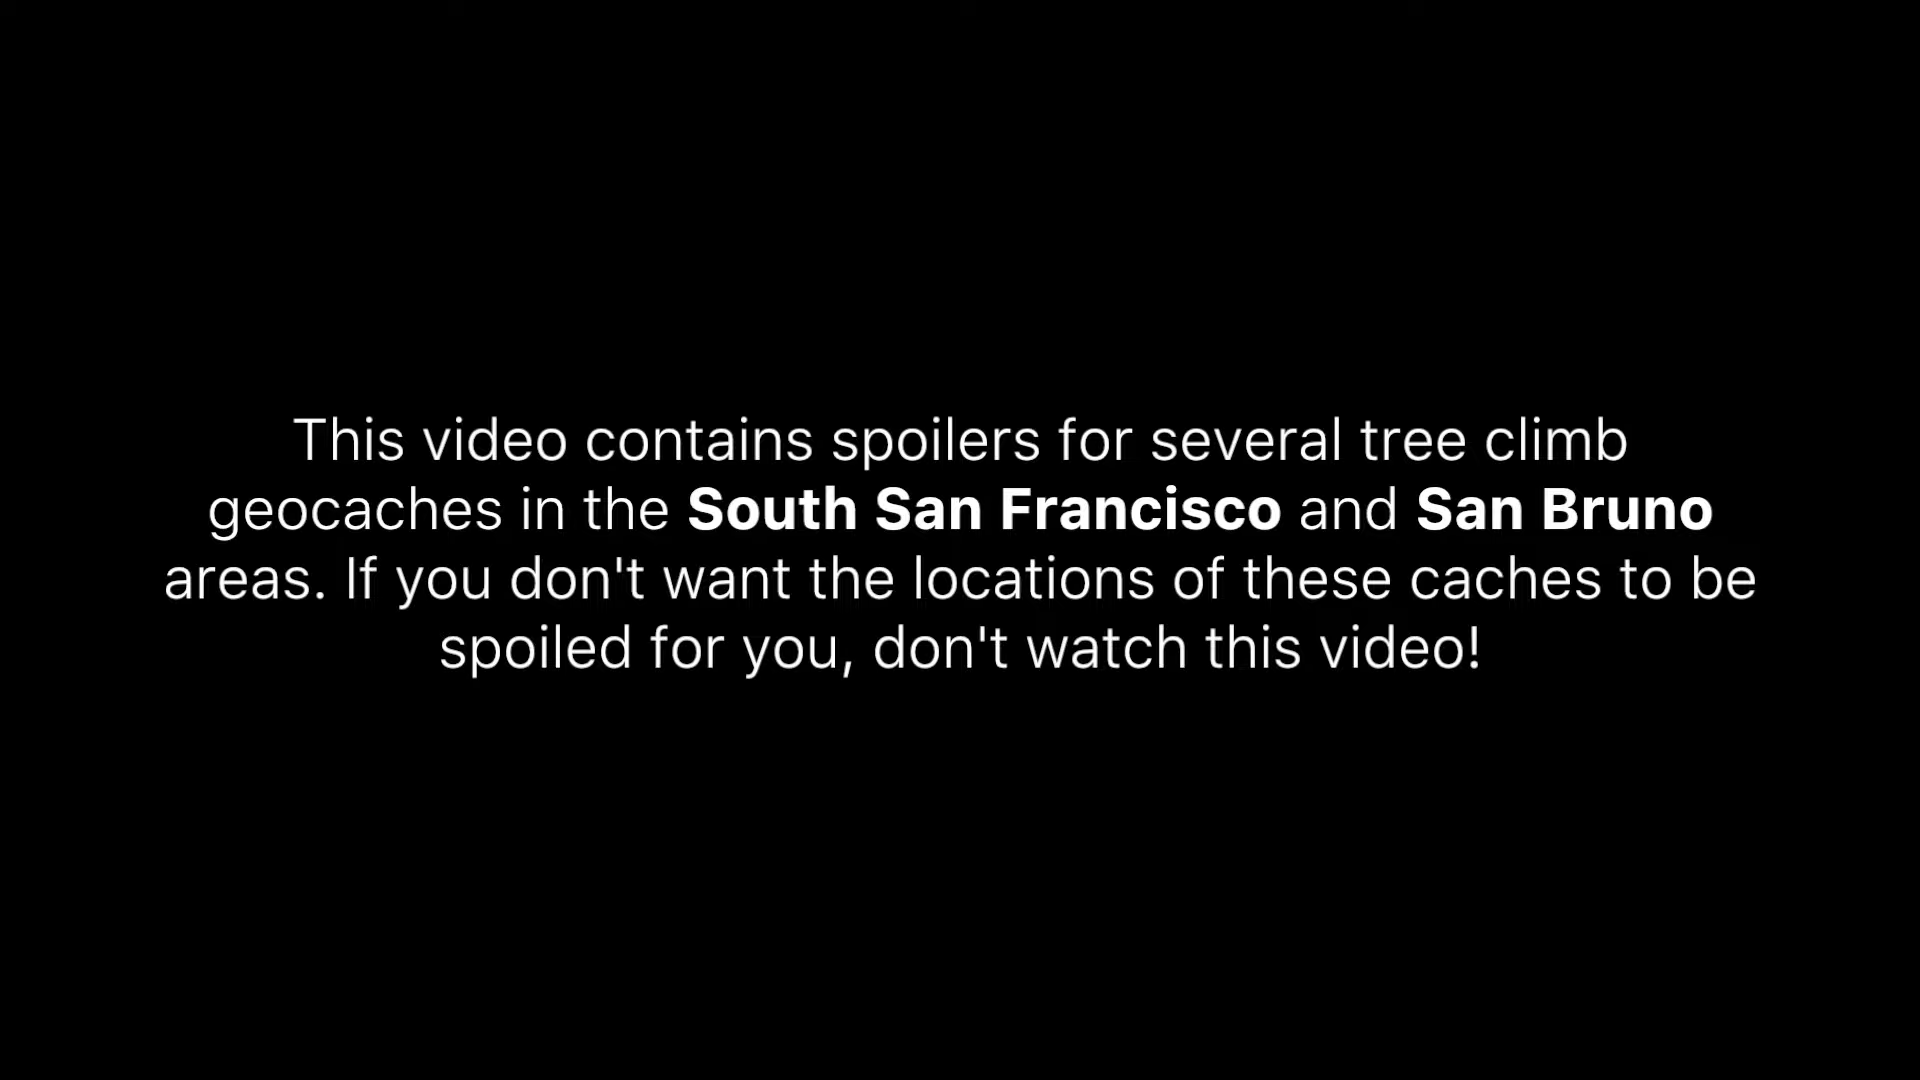 This video contains spoilers for several tree climb
geocaches in the South San Francisco and San Bruno
areas. If you don't want the locations of these caches to be
spoiled for you, don't watch this video!